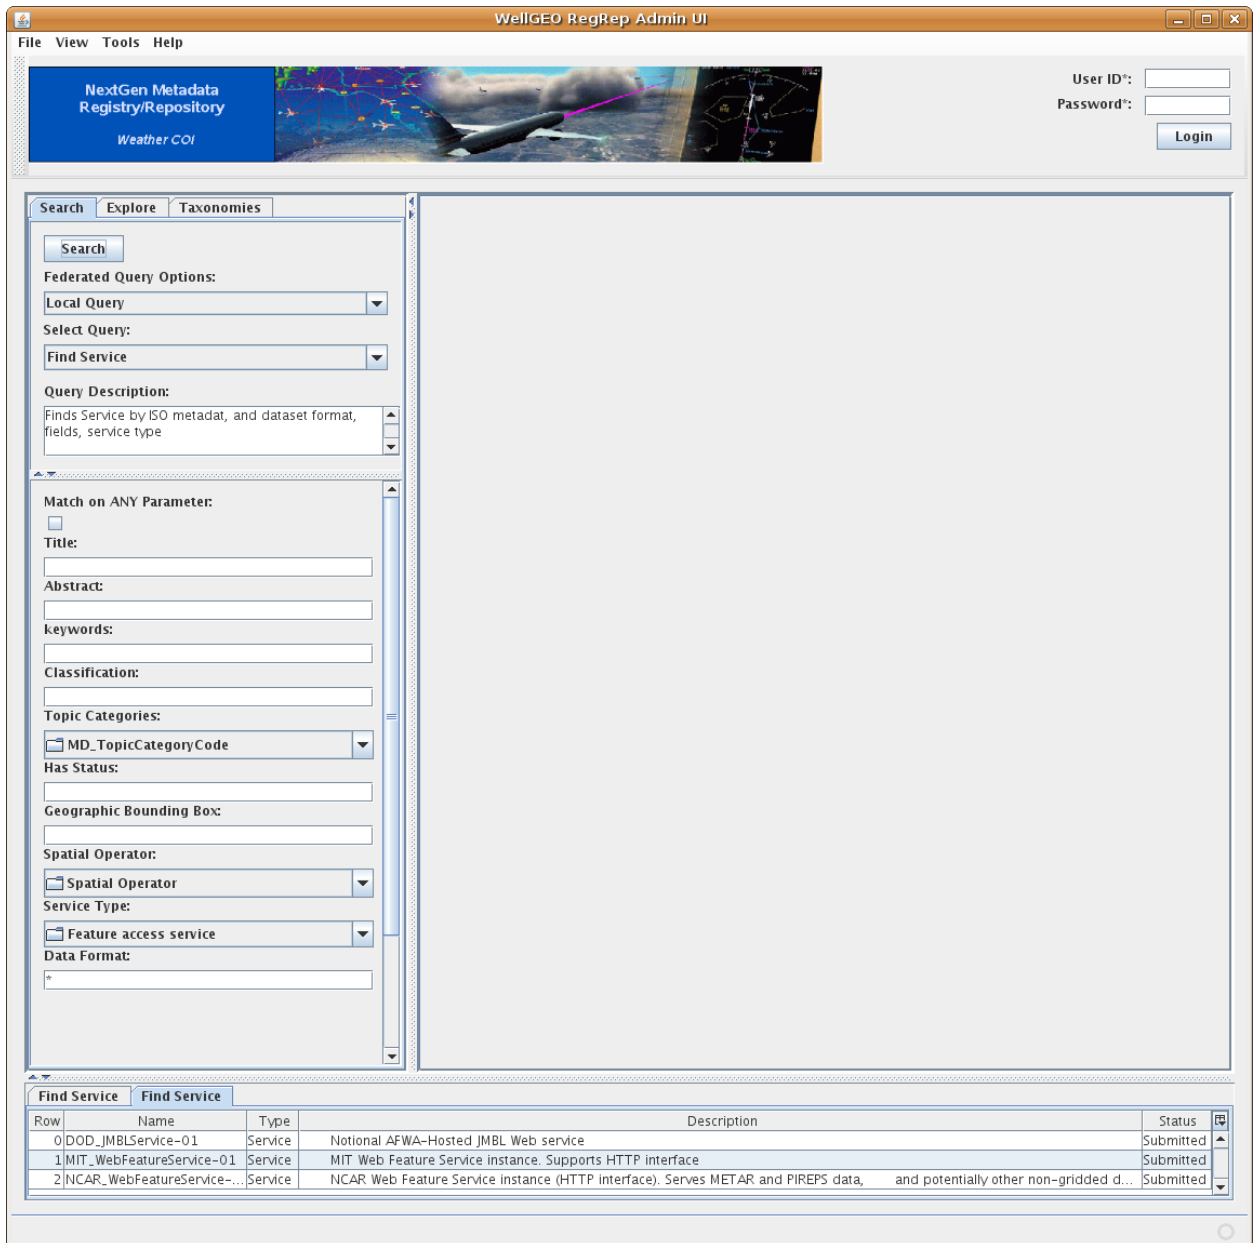 WellGEO RegRep Admin UI
File View Tools Help
NextGen Metadata
Registry/Repository
Weather COI
User ID*:
Password*:
Login
Search Explore Taxonomies
Search
Federated Query Options:
Local Query
Select Query:
Find Service
Query Description:
Finds Service by ISO metadat, and dataset format,
fields, service type
Match on ANY Parameter:
Title:
Abstract:
keywords:
Classification:
Topic Categories:
MD_TopicCategoryCode
Has Status:
Geographic Bounding Box:
Spatial Operator:
Spatial Operator
Service Type:
Feature access service
Data Format:
*
Find Service Find Service
Row Name Type Description Status
0 DOD_JMBLService-01 Service Notional AFWA-Hosted JMBL Web service Submitted
1 MIT_WebFeatureService-01 Service MIT Web Feature Service instance. Supports HTTP interface Submitted
2 NCAR_WebFeatureService-... Service NCAR Web Feature Service instance (HTTP interface). Serves METAR and PIREPS data, and potentially other non-gridded d... Submitted